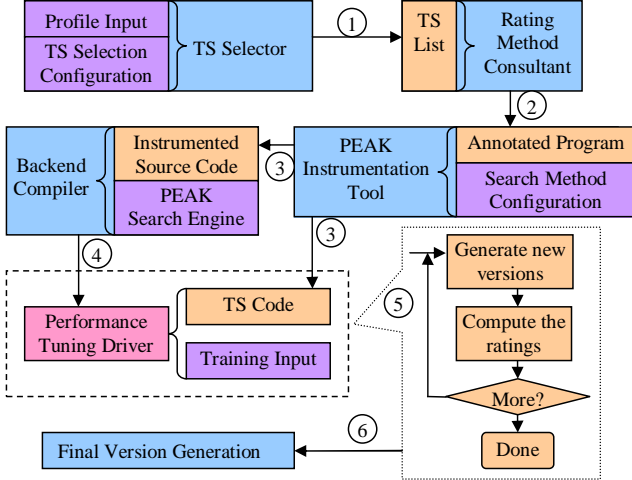 Profile Input
TS Selection
Configuration
TS Selector
1
TS
List
Rating
Method
Consultant
2
Backend
Compiler
Instrumented
Source Code
PEAK
Search Engine
3
PEAK
Instrumentation
Tool
Annotated Program
Search Method
Configuration
4
3
5
Generate new
versions
Compute the
ratings
More?
Done
Performance
Tuning Driver
TS Code
Training Input
6
Final Version Generation